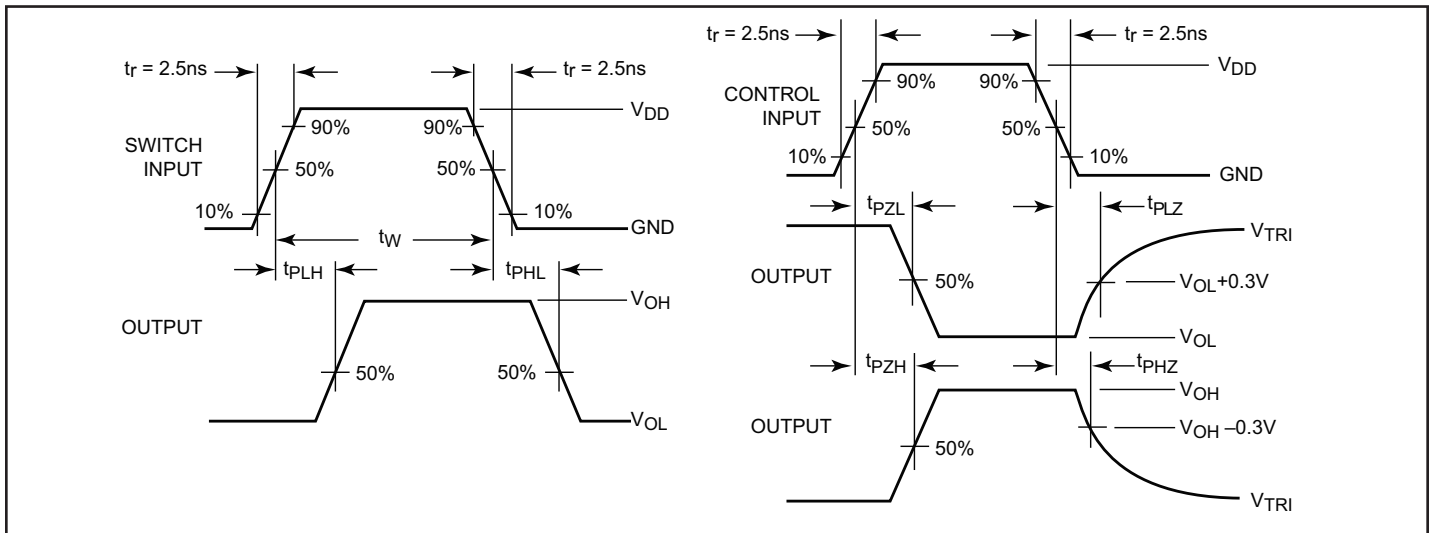 tr = 2.5ns
tr = 2.5ns
VDD
90%
90%
SWITCH
INPUT
50%
50%
10%
10%
GND
tW
tPLH
tPHL
VOH
OUTPUT
50%
50%
VOL
tr = 2.5ns
tr = 2.5ns
VDD
90%
90%
CONTROL
INPUT
50%
50%
10%
10%
GND
tPZL
tPLZ
VTRI
OUTPUT
50%
VOL+0.3V
VOL
tPZH
tPHZ
VOH
OUTPUT
VOH –0.3V
50%
VTRI